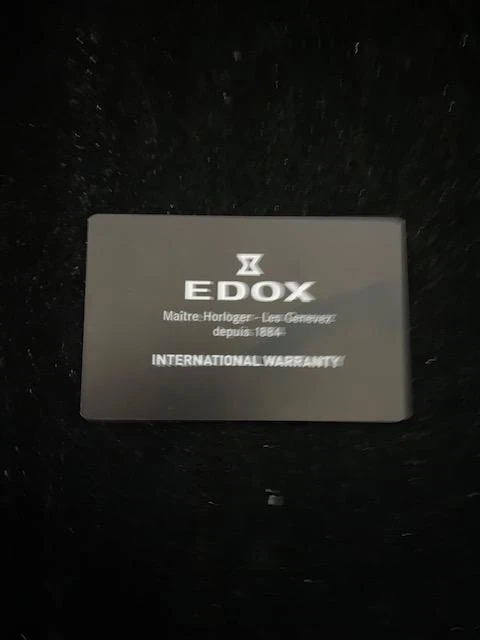 EDOX
Maître Horloger - Les Genevez
depuis 1884
INTERNATIONAL WARRANTY